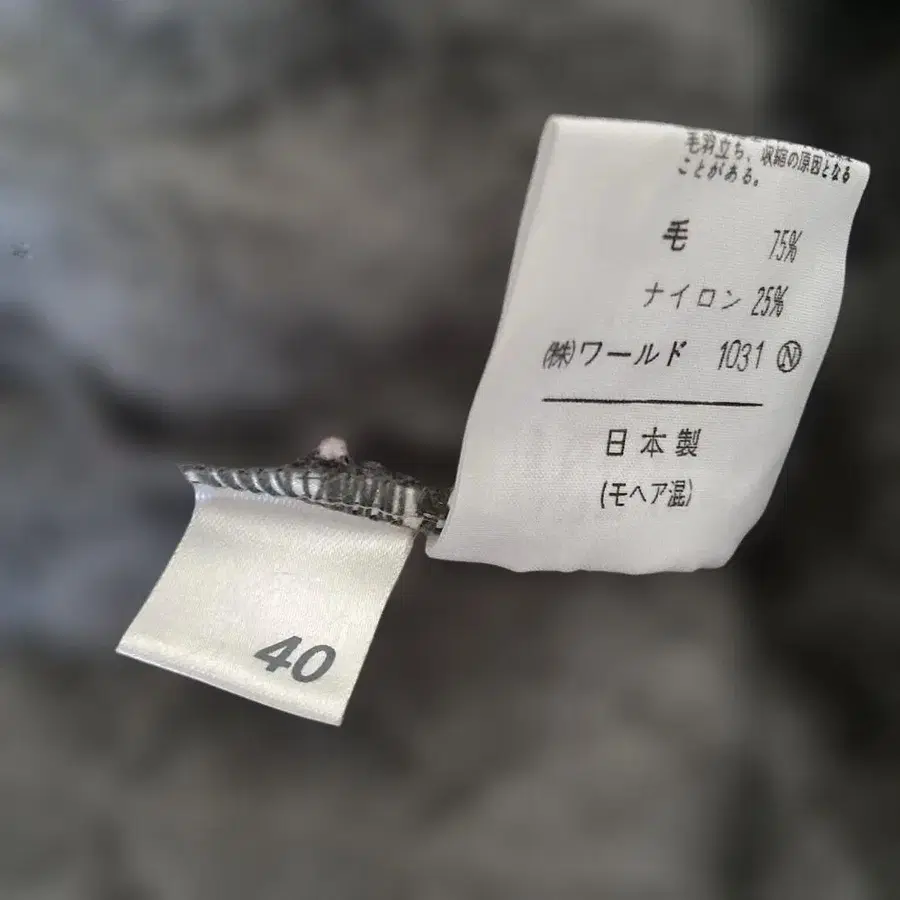 毛羽立ち、収縮の原因となる
ことがある。
毛 75%
ナイロン 25%
(株)ワールド 1031 Ⓝ
日本製
(モヘア混)
40